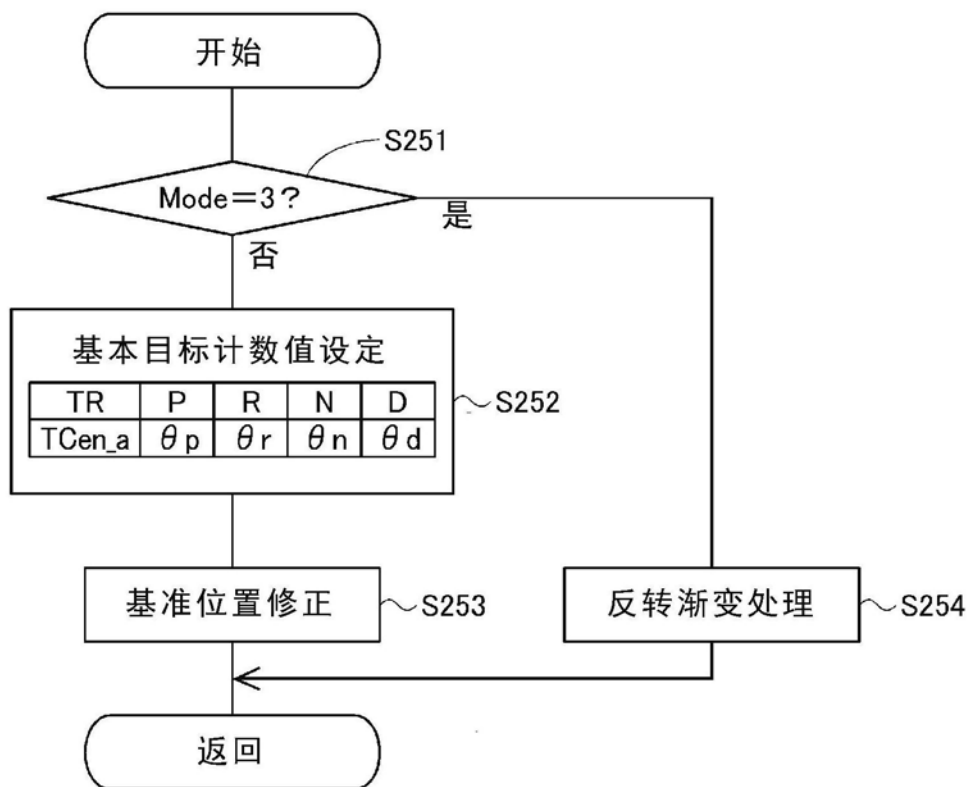 开始
S251
Mode=3?
是
否
基本目标计数值设定
TR P R N D
TCen_a θp θr θn θd
S252
基准位置修正
S253
反转渐变处理
S254
返回